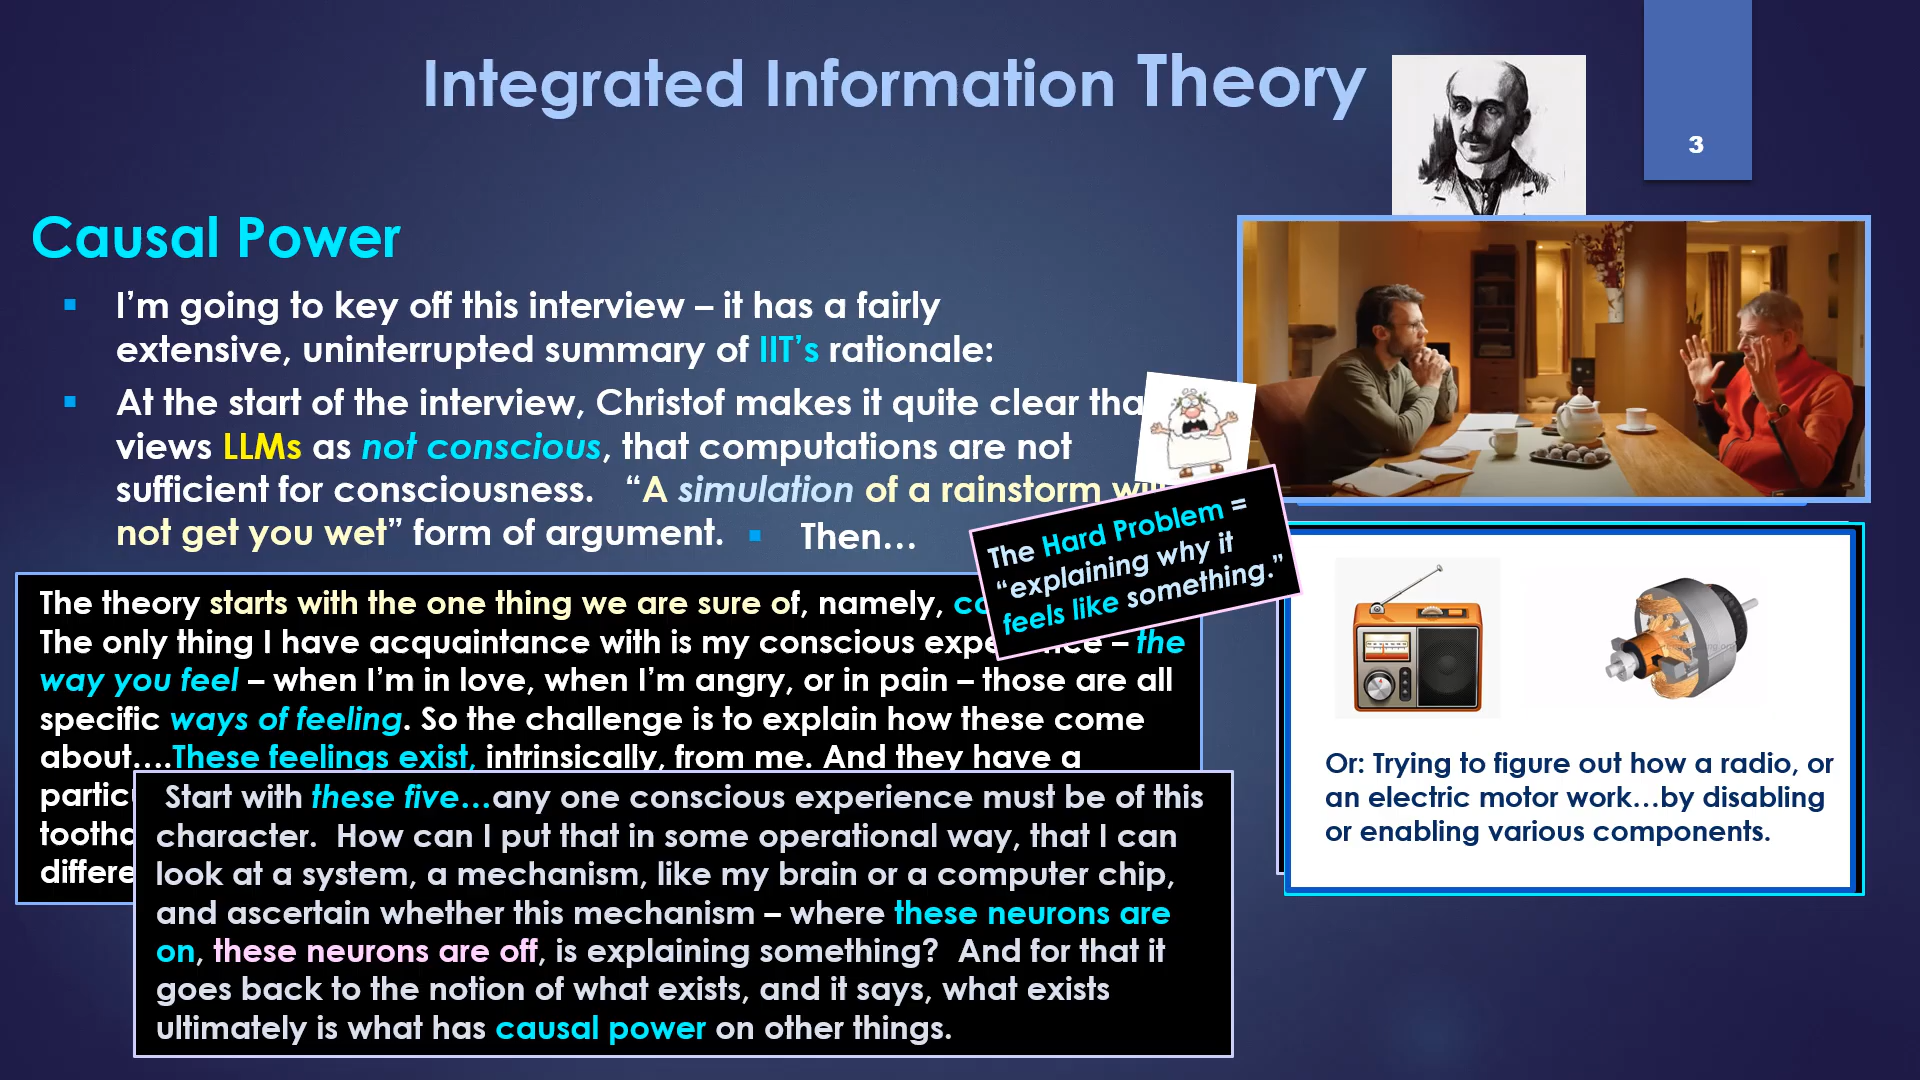 Integrated Information Theory
3
Causal Power
I'm going to key off this interview – it has a fairly
extensive, uninterrupted summary of IIT's rationale:
At the start of the interview, Christof makes it quite clear
views LLMs as not conscious, that computations are not
sufficient for consciousness. “A simulation of a rainstorm
not get you wet” form of argument.
Then…
The Hard Problem =
“explaining why it
feels like something.”
The theory starts with the one thing we are sure of, namely,
The only thing I have acquaintance with is my conscious – the
way you feel – when I'm in love, when I'm angry, or in pain – those are all
specific ways of feeling. So the challenge is to explain how these come
about….These feelings exist, intrinsically, from me. And they have a
Start with these five…any one conscious experience must be of this
character. How can I put that in some operational way, that I can
look at a system, a mechanism, like my brain or a computer chip,
and ascertain whether this mechanism – where these neurons are
on, these neurons are off, is explaining something? And for that it
goes back to the notion of what exists, and it says, what exists
ultimately is what has causal power on other things.
Or: Trying to figure out how a radio, or
an electric motor work…by disabling
or enabling various components.